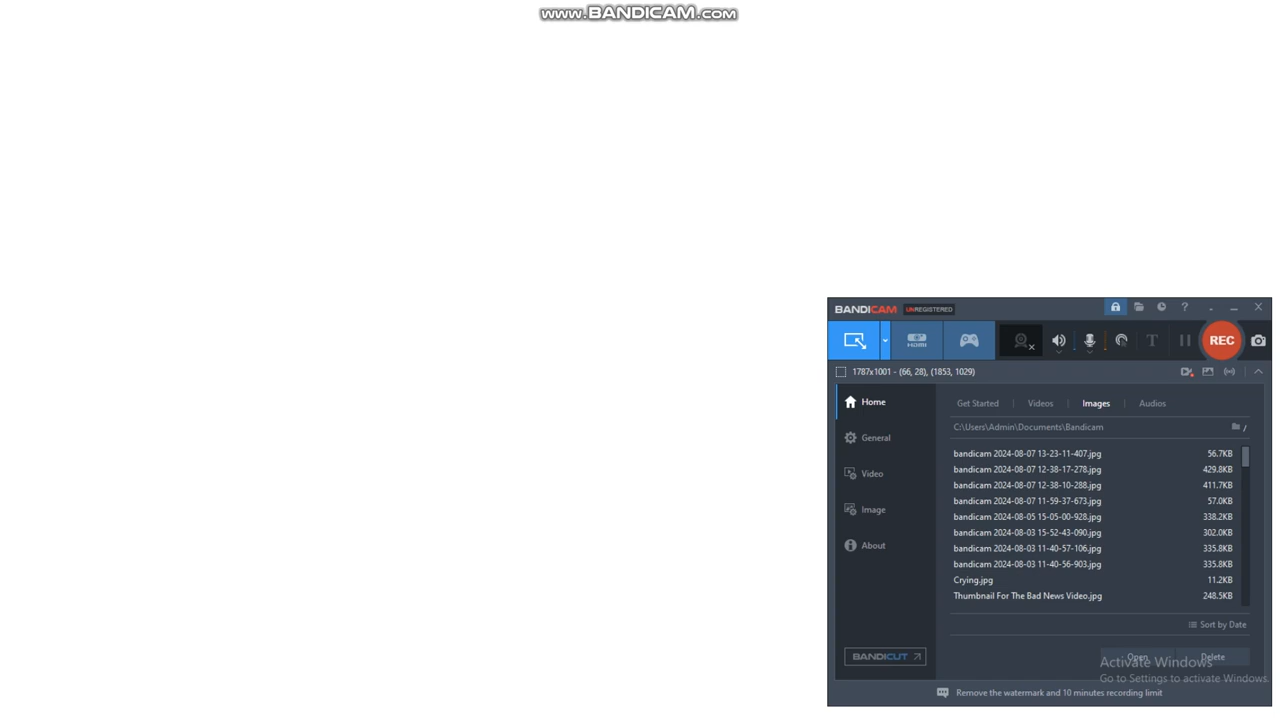 www.BANDICAM.com
BANDICAM UNREGISTERED
HDMI
T
REC
1787x1001 - (66, 28), (1853, 1029)
Home
General
Video
Image
About
BANDICUT
Get Started
Videos
Images
Audios
C:\Users\Admin\Documents\Bandicam
bandicam 2024-08-07 13-23-11-407.jpg 56.7KB
bandicam 2024-08-07 12-38-17-278.jpg 429.8KB
bandicam 2024-08-07 12-38-10-288.jpg 411.7KB
bandicam 2024-08-07 11-59-37-673.jpg 57.0KB
bandicam 2024-08-05 15-05-00-928.jpg 338.2KB
bandicam 2024-08-03 15-52-43-090.jpg 302.0KB
bandicam 2024-08-03 11-40-57-106.jpg 335.8KB
bandicam 2024-08-03 11-40-56-903.jpg 335.8KB
Crying.jpg 11.2KB
Thumbnail For The Bad News Video.jpg 248.5KB
Sort by Date
Open Delete
Activate Windows
Go to Settings to activate Windows.
Remove the watermark and 10 minutes recording limit